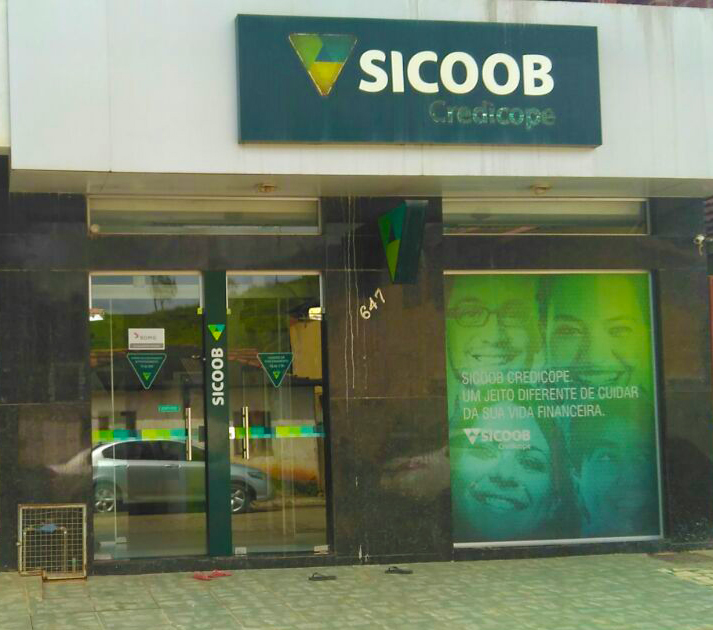 SICOOB
Credicope
647
SICOOB
SICOOB CREDICOPE.
UM JEITO DIFERENTE DE CUIDAR
DA SUA VIDA FINANCEIRA.
SICOOB
Credicope